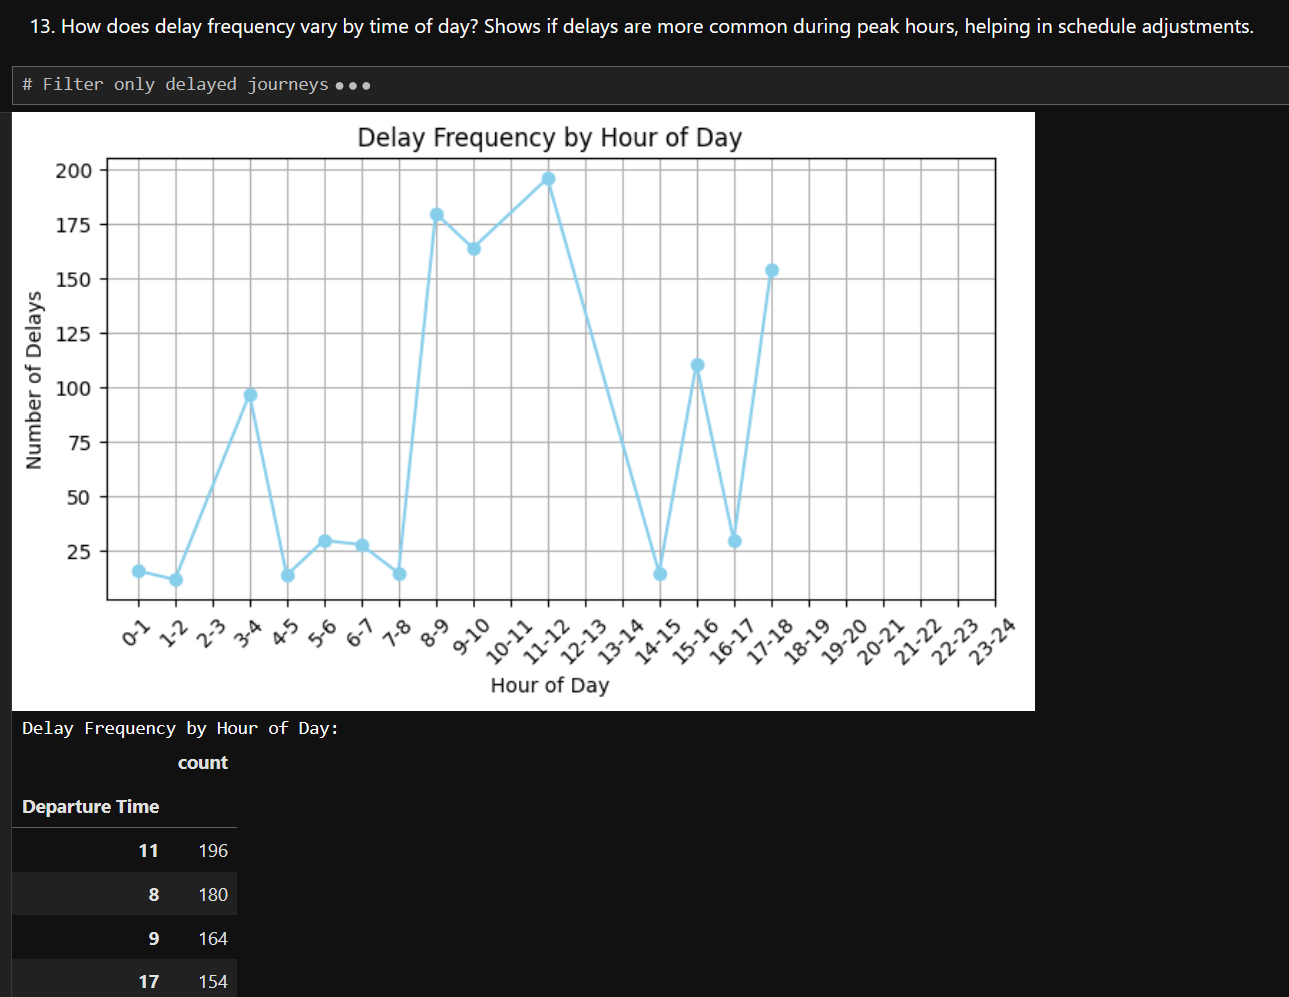 13. How does delay frequency vary by time of day? Shows if delays are more common during peak hours, helping in schedule adjustments.
# Filter only delayed journeys •••
Delay Frequency by Hour of Day
200
175
150
125
100
75
50
25
Number of Delays
0-1 1-2 2-3 3-4 4-5 5-6 6-7 7-8 8-9 9-10 10-11 11-12 12-13 13-14 14-15 15-16 16-17 17-18 18-19 19-20 20-21 21-22 22-23 23-24
Hour of Day
Delay Frequency by Hour of Day:
count
Departure Time
11 196
8 180
9 164
17 154